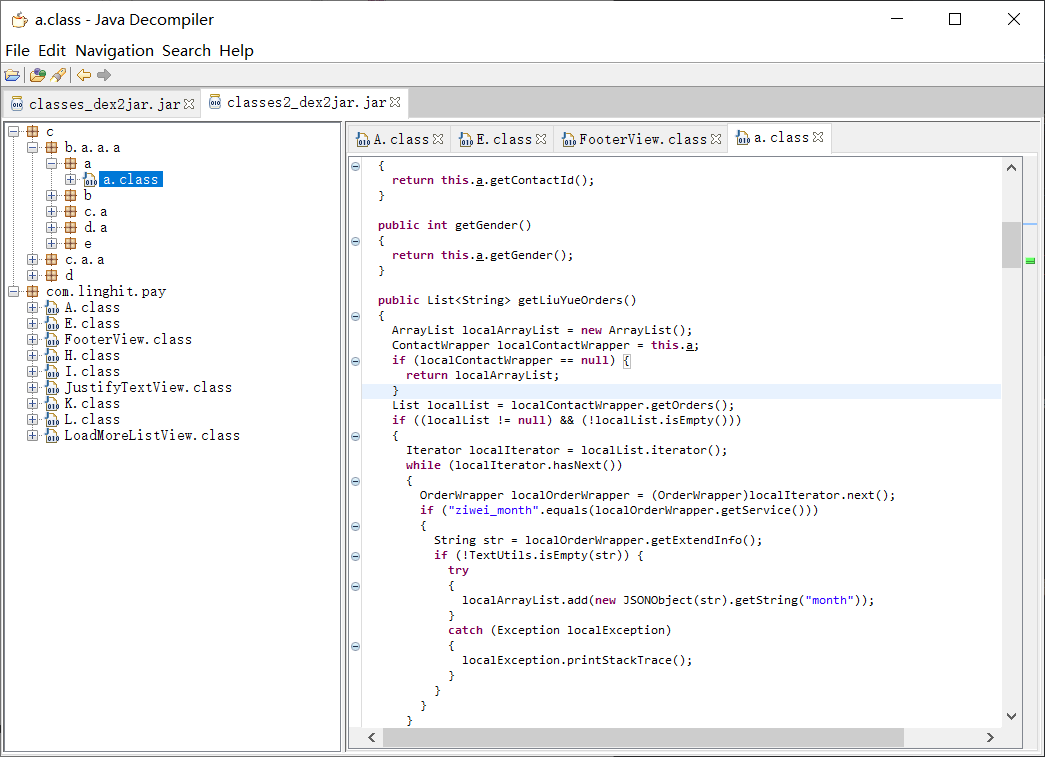 a.class - Java Decompiler
File Edit Navigation Search Help
classes_dex2jar.jar
classes2_dex2jar.jar
c
b.a.a.a
a
a.class
b
c.a
d.a
e
c.a.a
d
com.linghit.pay
A.class
E.class
FooterView.class
H.class
I.class
JustifyTextView.class
K.class
L.class
LoadMoreListView.class
A.class
E.class
FooterView.class
a.class
{
return this.a.getContactId();
}
public int getGender()
{
return this.a.getGender();
}
public List<String> getLiuYueOrders()
{
ArrayList localArrayList = new ArrayList();
ContactWrapper localContactWrapper = this.a;
if (localContactWrapper == null) {
return localArrayList;
}
List localList = localContactWrapper.getOrders();
if ((localList != null) && (!localList.isEmpty()))
{
Iterator localIterator = localList.iterator();
while (localIterator.hasNext())
{
OrderWrapper localOrderWrapper = (OrderWrapper)localIterator.next();
if ("ziwei_month".equals(localOrderWrapper.getService()))
{
String str = localOrderWrapper.getExtendInfo();
if (!TextUtils.isEmpty(str)) {
try
{
localArrayList.add(new JSONObject(str).getString("month"));
}
catch (Exception localException)
{
localException.printStackTrace();
}
}
}
}